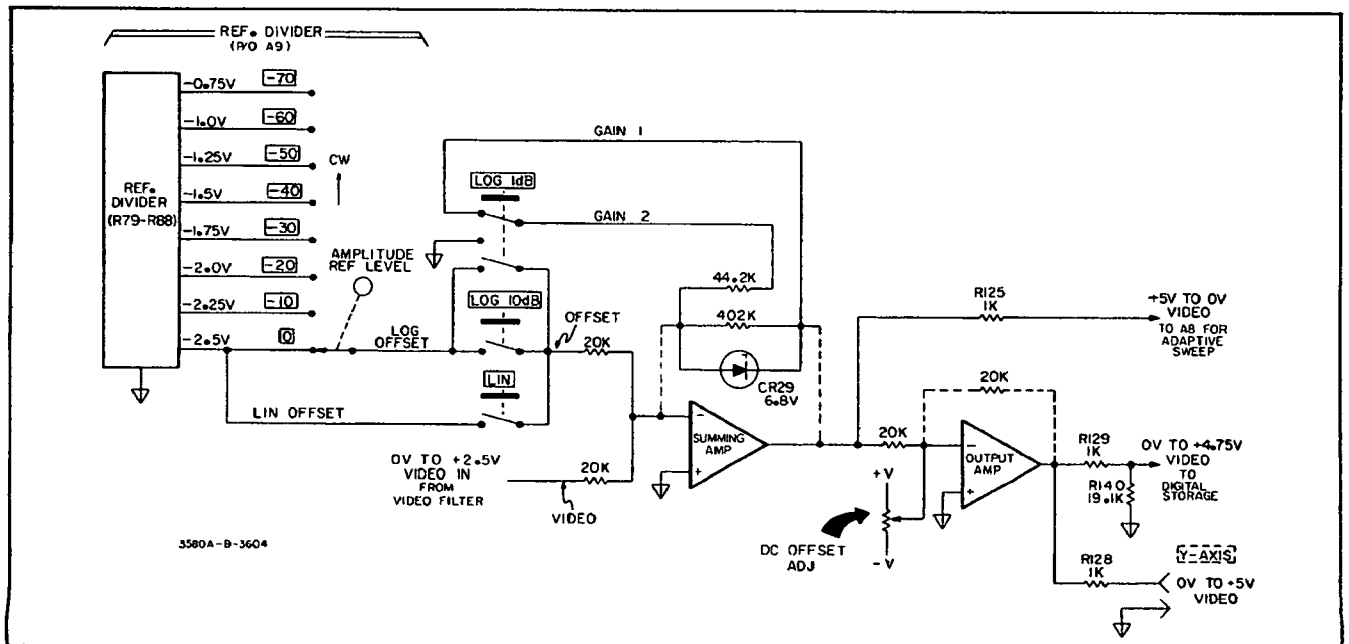 REF. DIVIDER
(P/O A9)
-0.75V
-70
-1.0V
-60
-1.25V
-50
CW
-1.5V
-40
-1.75V
-30
-2.0V
-20
-2.25V
-10
-2.5V
0
REF.
DIVIDER
(R79-R88)
AMPLITUDE
REF LEVEL
LOG
OFFSET
LIN OFFSET
GAIN 1
LOG 1dB
GAIN 2
LOG 10dB
OFFSET
20K
LIN
0V TO +2.5V
VIDEO IN
FROM
VIDEO FILTER
20K
VIDEO
44.2K
402K
CR29
6.8V
-
SUMMING
AMP
+
R125
1K
+5V TO 0V
VIDEO
TO A8 FOR
ADAPTIVE
SWEEP
20K
20K
-
OUTPUT
AMP
+
+V
-V
DC OFFSET
ADJ
R129
1K
0V TO +4.75V
VIDEO
TO
DIGITAL
STORAGE
R140
19.1K
R128
1K
Y-AXIS
0V TO +5V
VIDEO
3580A-B-3604